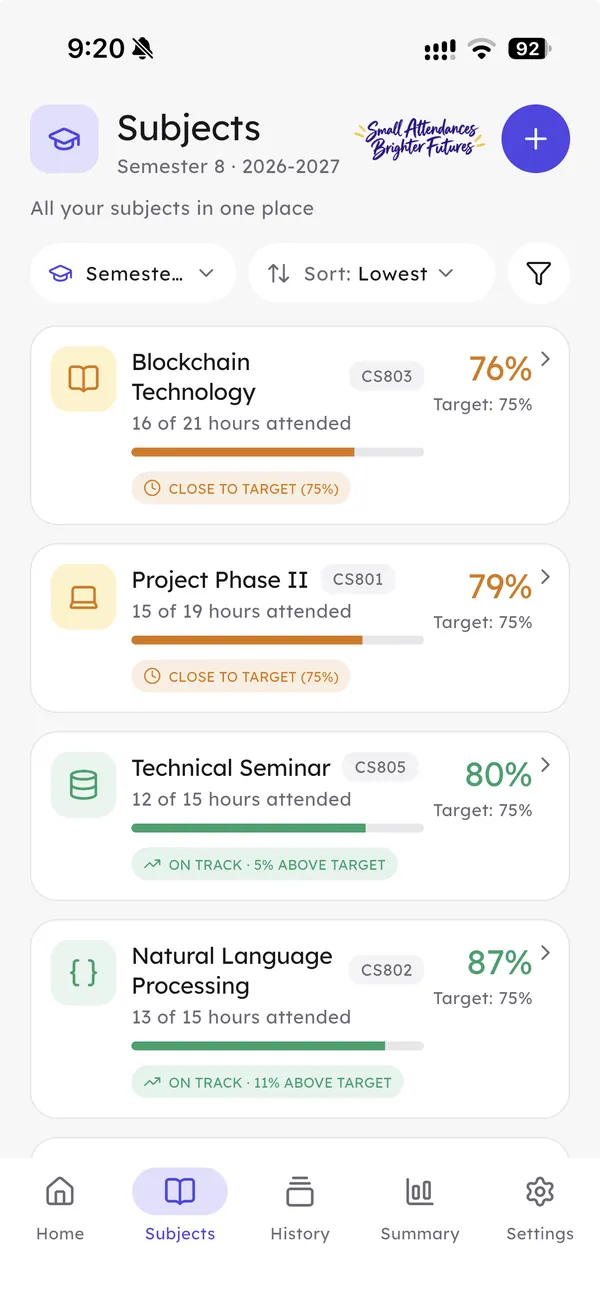 9:20
92
Subjects
Semester 8 · 2026-2027
Small Attendances
Brighter Futures
All your subjects in one place
Semeste...
Sort: Lowest
Blockchain
Technology
CS803
76%
Target: 75%
16 of 21 hours attended
CLOSE TO TARGET (75%)
Project Phase II
CS801
79%
15 of 19 hours attended
Target: 75%
CLOSE TO TARGET (75%)
Technical Seminar
CS805
80%
12 of 15 hours attended
Target: 75%
ON TRACK · 5% ABOVE TARGET
Natural Language
Processing
CS802
87%
Target: 75%
13 of 15 hours attended
ON TRACK · 11% ABOVE TARGET
Home
Subjects
History
Summary
Settings